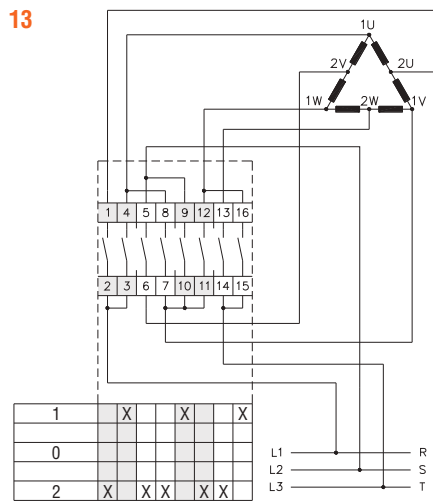 13
1U
2V 2U
1W 2W 1V
1 4 5 8 9 12 13 16
2 3 6 7 10 11 14 15
1 X X X
0
2 X X X X X X
L1 R
L2 S
L3 T